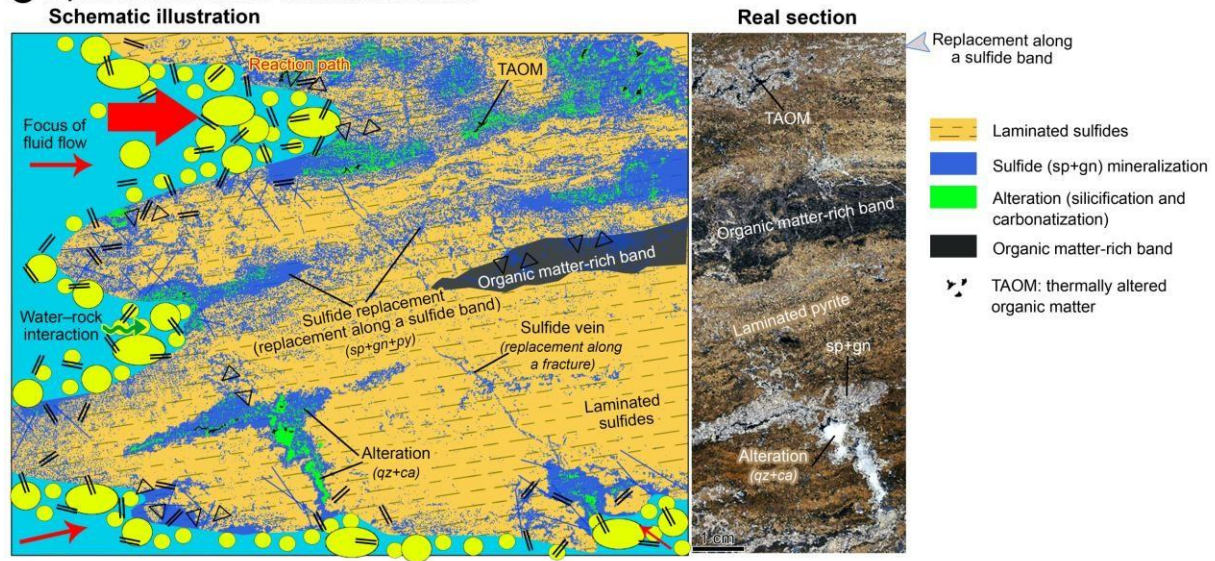 Schematic illustration
Real section
Reaction path
TAOM
Focus of
fluid flow
Organic matter-rich band
Water–rock
interaction
Sulfide replacement
(replacement along a sulfide band)
(sp+gn+py)
Sulfide vein
(replacement along
a fracture)
Laminated
sulfides
Alteration
(qz+ca)
TAOM
Organic matter-rich band
Laminated pyrite
sp+gn
Alteration
(qz+ca)
1 cm
Replacement along
a sulfide band
Laminated sulfides
Sulfide (sp+gn) mineralization
Alteration (silicification and
carbonatization)
Organic matter-rich band
TAOM: thermally altered
organic matter